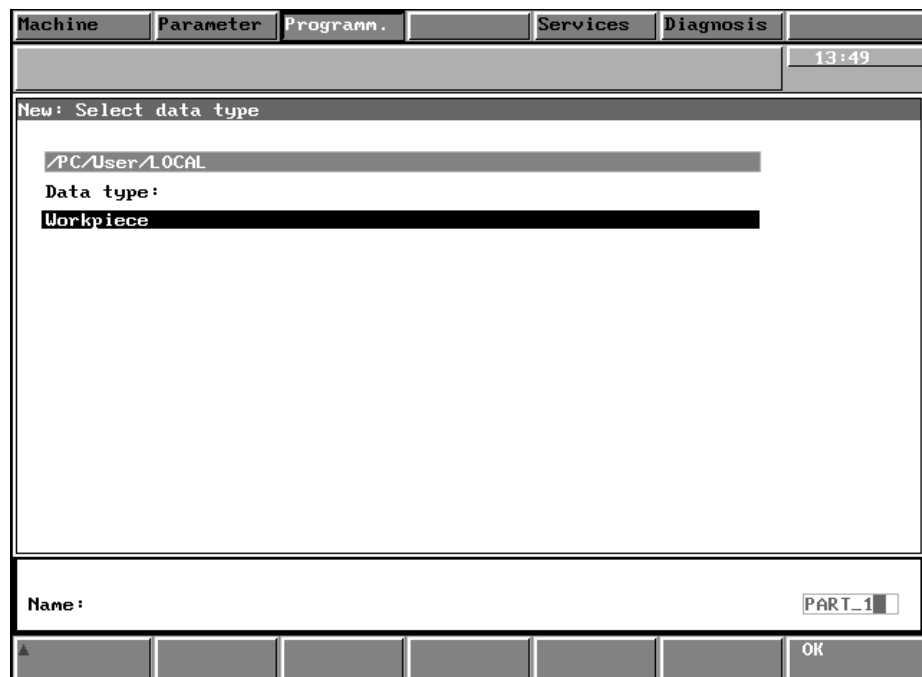 Machine Parameter Programm. Services Diagnosis
13:49
New: Select data type
/PC/User/LOCAL
Data type:
Workpiece
Name: PART_1
OK